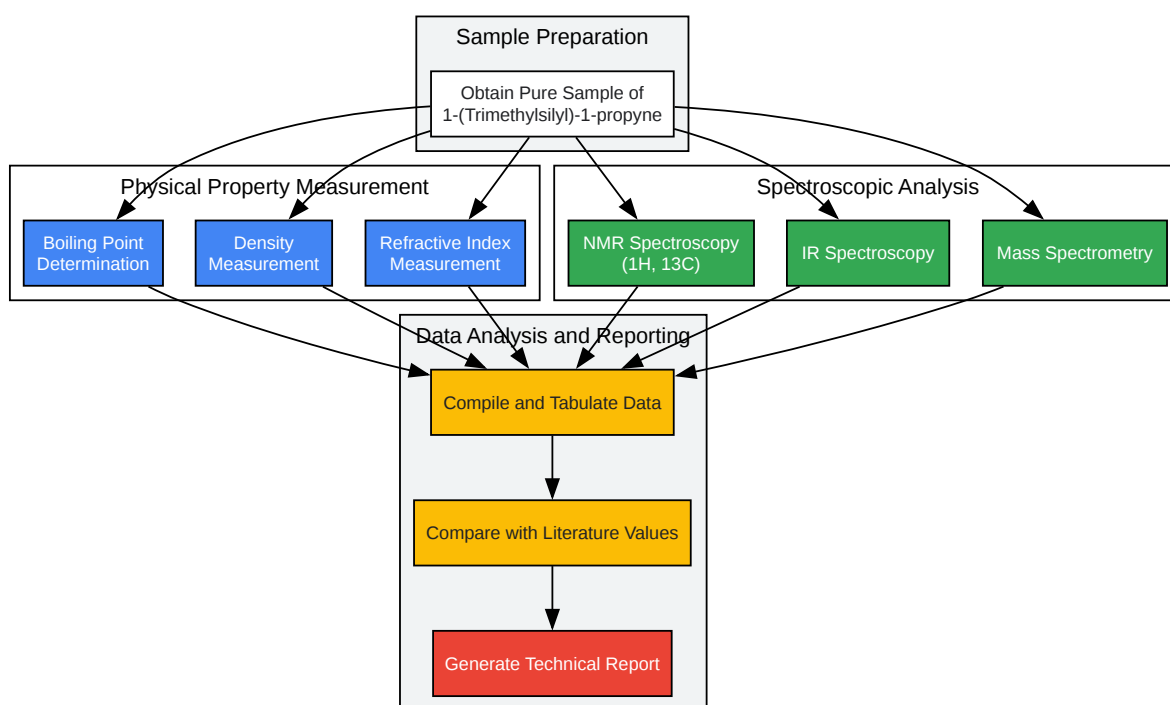 Sample Preparation
Obtain Pure Sample of
1-(Trimethylsilyl)-1-propyne
Physical Property Measurement
Boiling Point
Determination
Density
Measurement
Refractive Index
Measurement
Spectroscopic Analysis
NMR Spectroscopy
(1H, 13C)
IR Spectroscopy
Mass Spectrometry
Data Analysis and Reporting
Compile and Tabulate Data
Compare with Literature Values
Generate Technical Report